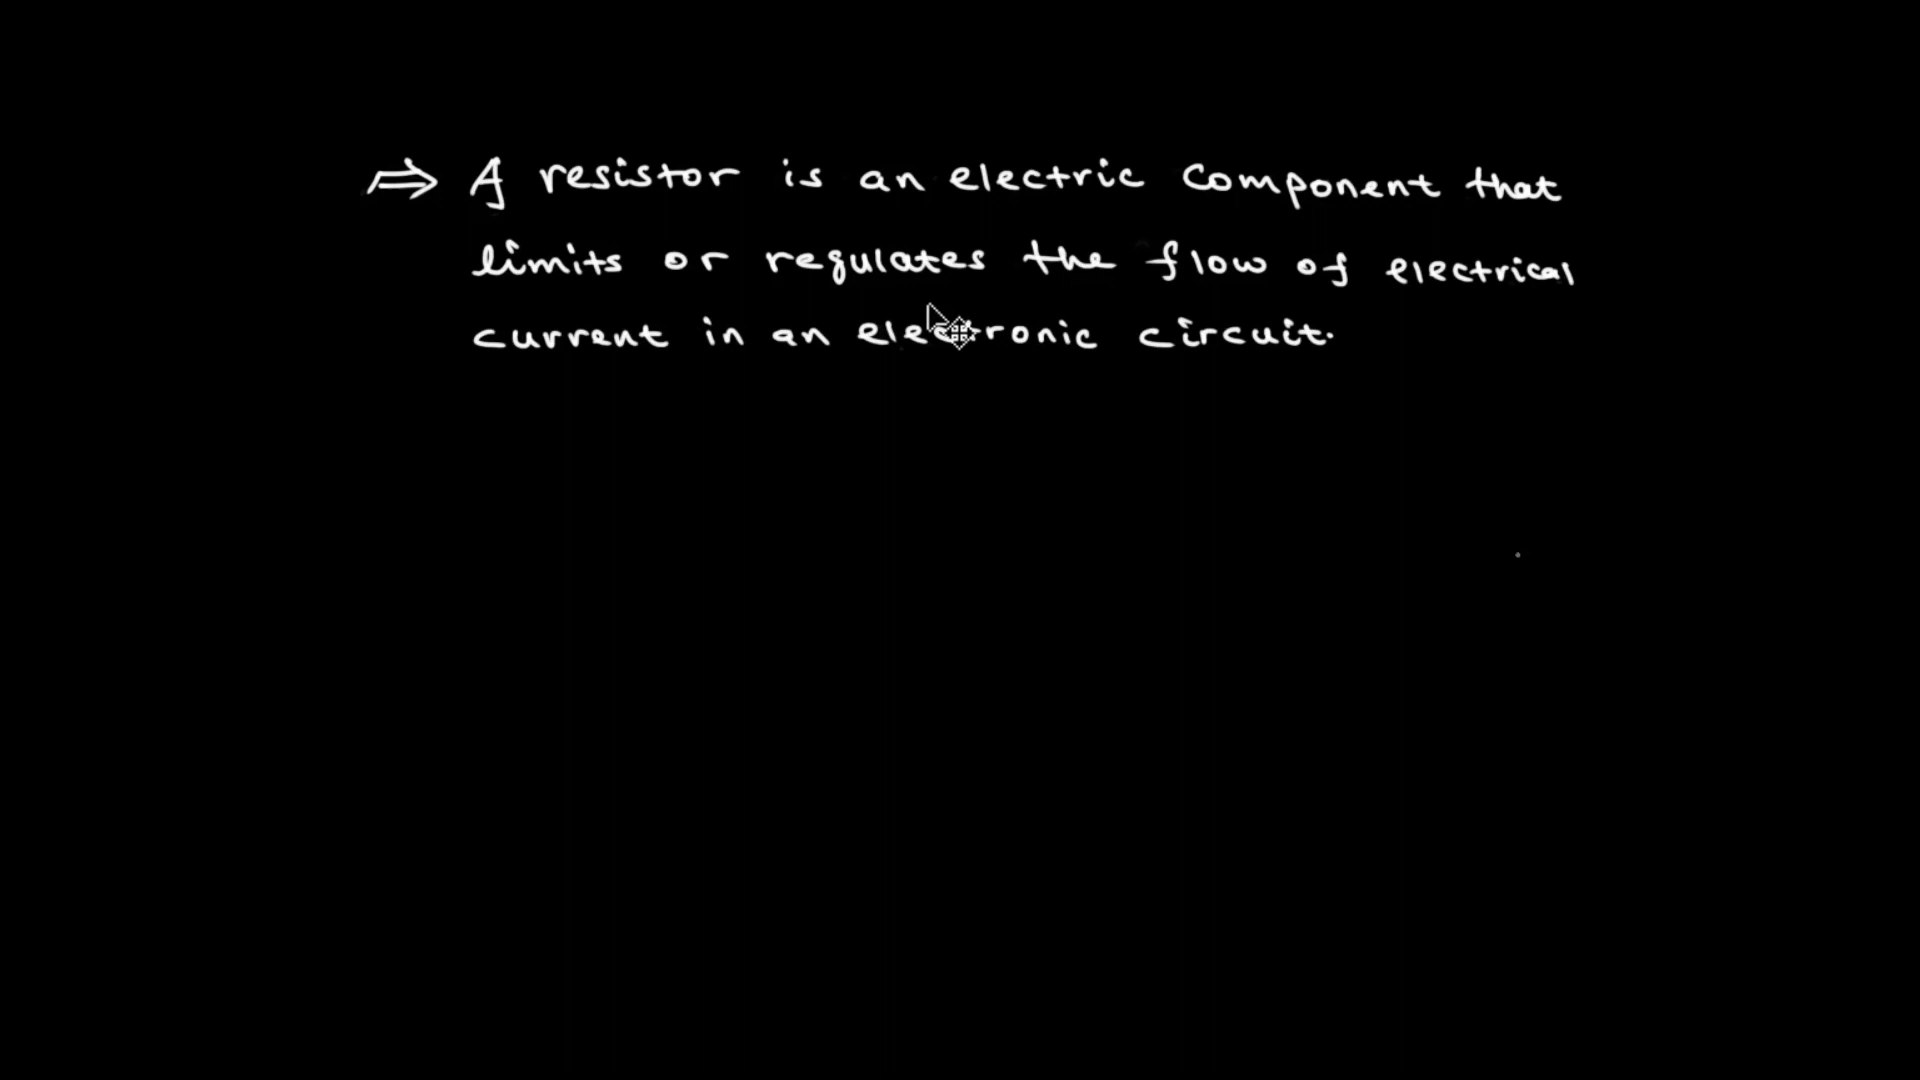 ⇒ A resistor is an electric component that
limits or regulates the flow of electrical
current in an electronic circuit.